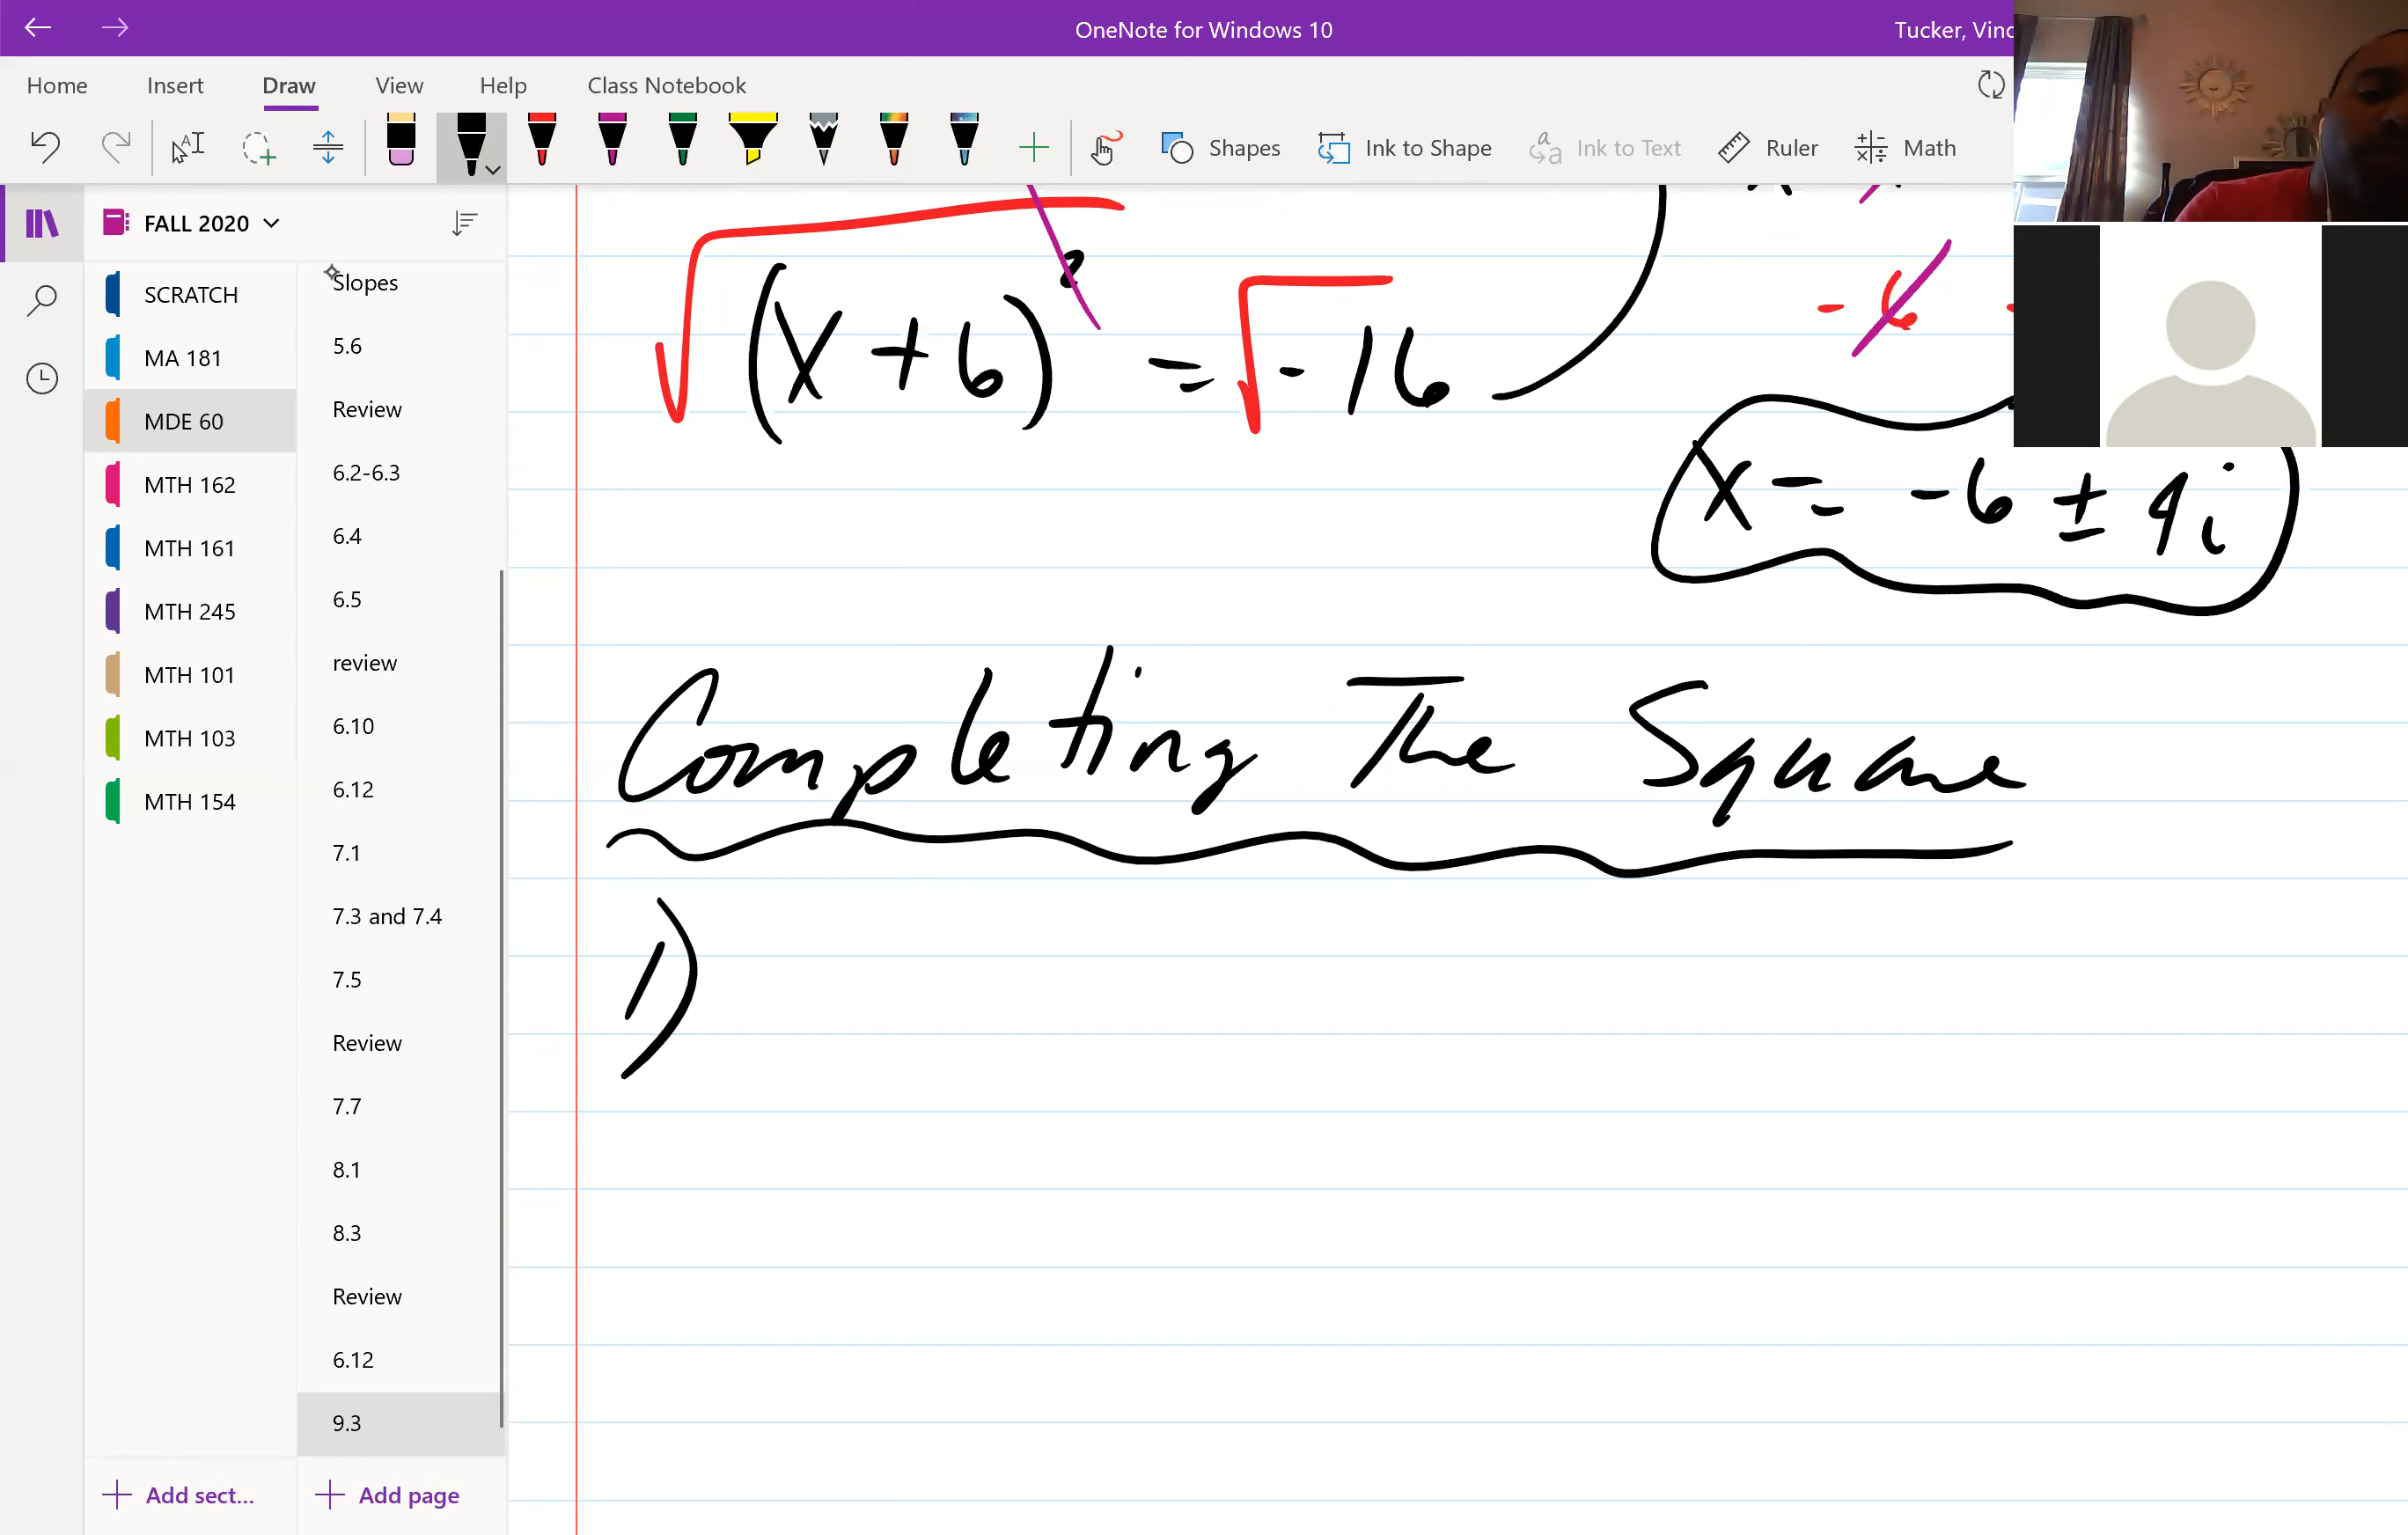 OneNote for Windows 10
Tucker, Vinc
Home Insert Draw View Help Class Notebook
Shapes Ink to Shape Ink to Text Ruler Math
FALL 2020
SCRATCH
MA 181
MDE 60
MTH 162
MTH 161
MTH 245
MTH 101
MTH 103
MTH 154
Add sect...
Slopes
5.6
Review
6.2-6.3
6.4
6.5
review
6.10
6.12
7.1
7.3 and 7.4
7.5
Review
7.7
8.1
8.3
Review
6.12
9.3
Add page
√(x + 6)² = √-16
- 6 -
x = -6 ± 4i
Completing The Square
1)